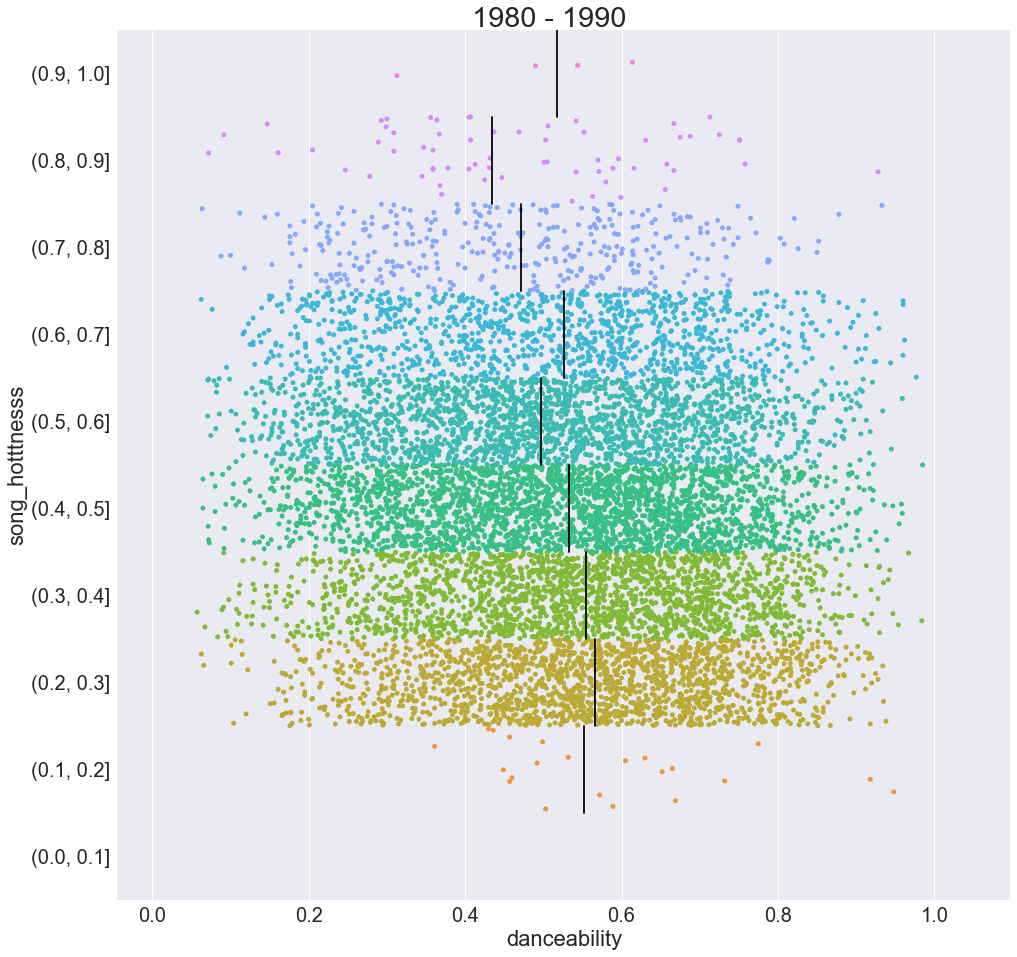 1980 - 1990
(0.9, 1.0]
(0.8, 0.9]
(0.7, 0.8]
(0.6, 0.7]
(0.5, 0.6]
(0.4, 0.5]
(0.3, 0.4]
(0.2, 0.3]
(0.1, 0.2]
(0.0, 0.1]
song_hotttnesss
0.0 0.2 0.4 0.6 0.8 1.0
danceability